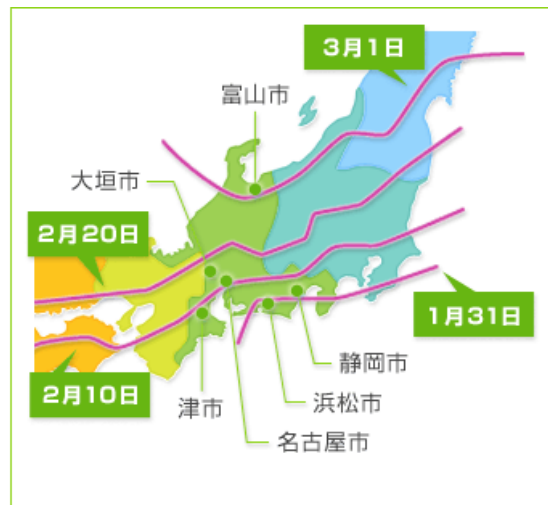 3月1日
富山市
大垣市
2月20日
1月31日
静岡市
2月10日
津市
浜松市
名古屋市